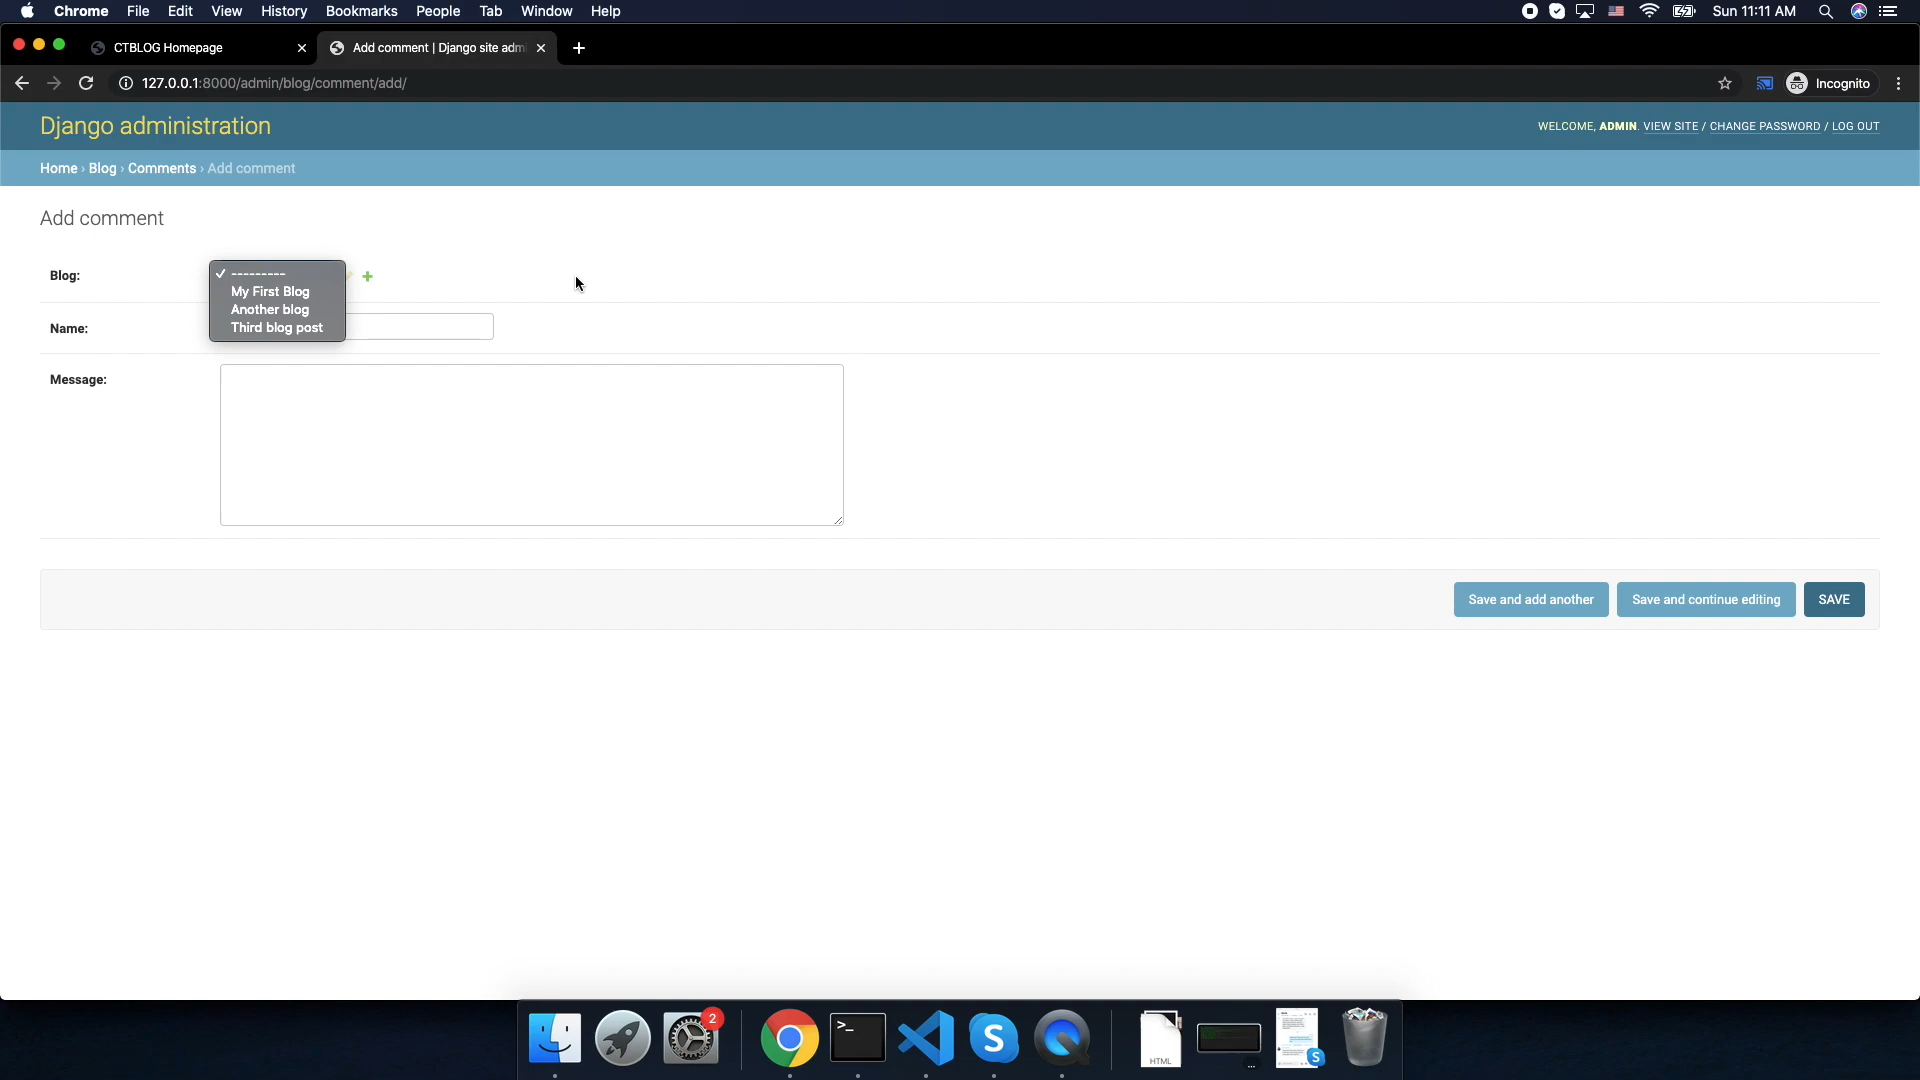 Chrome File Edit View History Bookmarks People Tab Window Help Sun 11:11 AM
CTBLOG Homepage Add comment | Django site admi
127.0.0.1:8000/admin/blog/comment/add/ Incognito
Django administration WELCOME, ADMIN. VIEW SITE / CHANGE PASSWORD / LOG OUT
Home › Blog › Comments › Add comment
Add comment
Blog: ✓ ---------
My First Blog
Another blog
Third blog post
Name:
Message:
Save and add another Save and continue editing SAVE
2
HTML